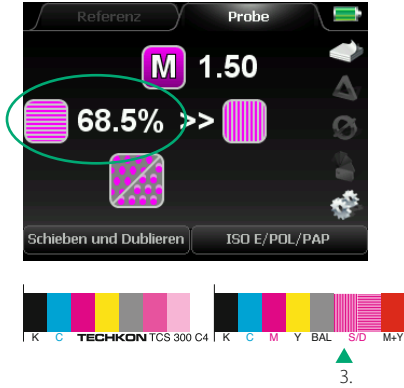 Referenz Probe
M 1.50
68.5% >>
Schieben und Dublieren ISO E/POL/PAP
K C TECHKON TCS 300 C4 K C M Y BAL S/D M+Y
3.